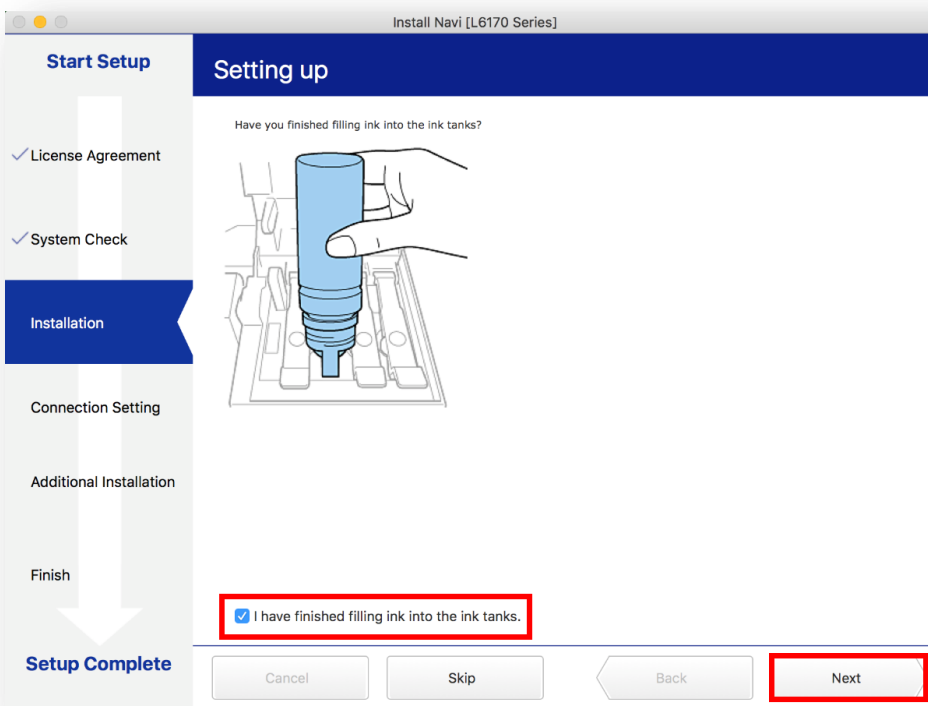 Install Navi [L6170 Series]
Start Setup
License Agreement
System Check
Installation
Connection Setting
Additional Installation
Finish
Setup Complete
Setting up
Have you finished filling ink into the ink tanks?
I have finished filling ink into the ink tanks.
Cancel
Skip
Back
Next